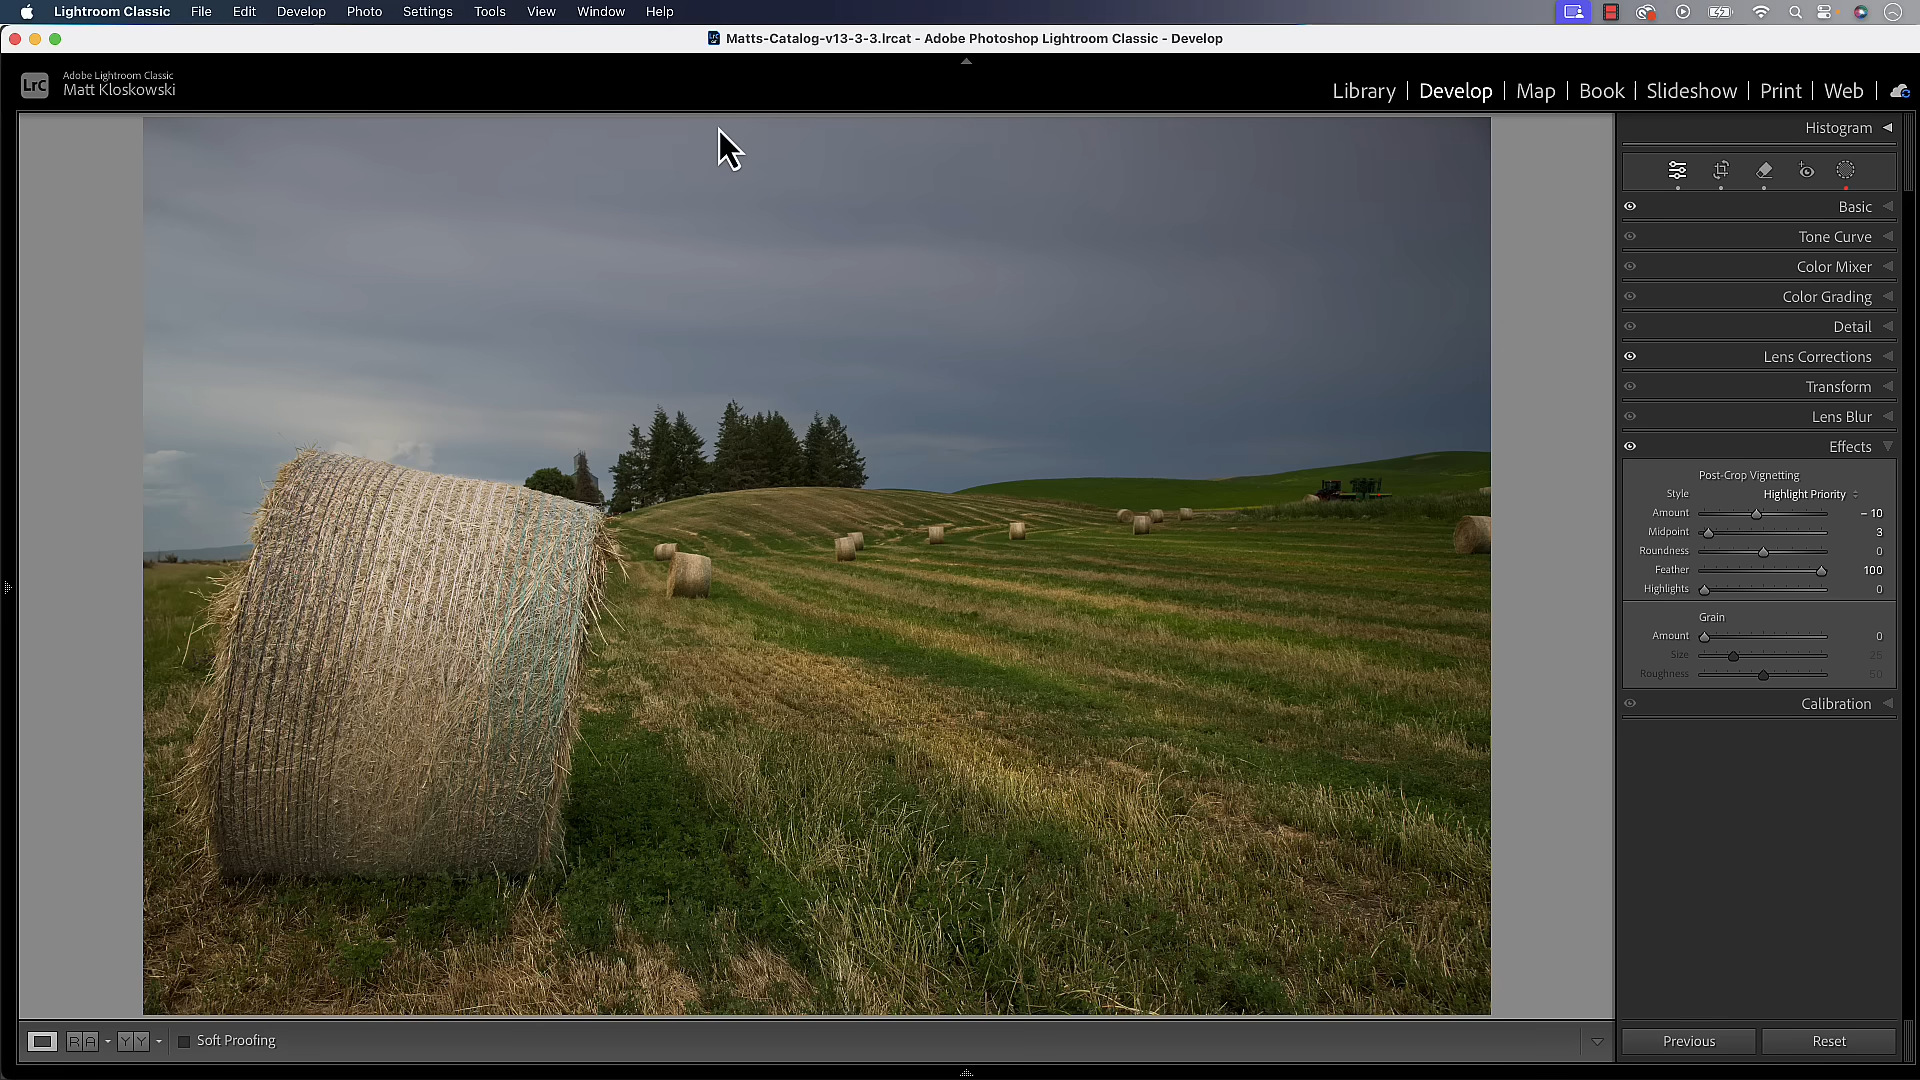 Lightroom Classic File Edit Develop Photo Settings Tools View Window Help
Matts-Catalog-v13-3-3.lrcat - Adobe Photoshop Lightroom Classic - Develop
LrC
Adobe Lightroom Classic
Matt Kloskowski
Library | Develop | Map | Book | Slideshow | Print | Web |
Histogram
Basic
Tone Curve
Color Mixer
Color Grading
Detail
Lens Corrections
Transform
Lens Blur
Effects
Post-Crop Vignetting
Style Highlight Priority
Amount – 10
Midpoint 3
Roundness 0
Feather 100
Highlights 0
Grain
Amount 0
Size 25
Roughness 50
Calibration
R A Y Y Soft Proofing
Previous Reset